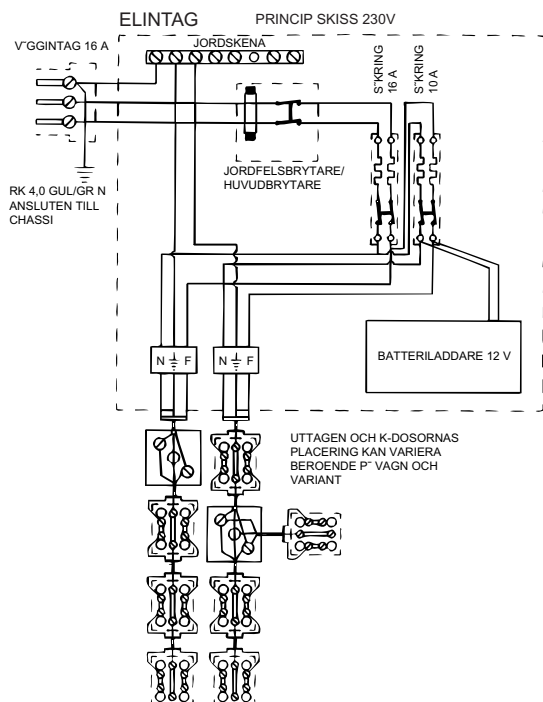 ELINTAG
PRINCIP SKISS 230V
V¯GGINTAG 16 A
JORDSKENA
S¯KRING
16 A
S¯KRING
10 A
JORDFELSBRYTARE/
HUVUDBRYTARE
RK 4,0 GUL/GR N
ANSLUTEN TILL
CHASSI
BATTERILADDARE 12 V
N F
N F
UTTAGEN OCH K-DOSORNAS
PLACERING KAN VARIERA
BEROENDE P¯ VAGN OCH
VARIANT